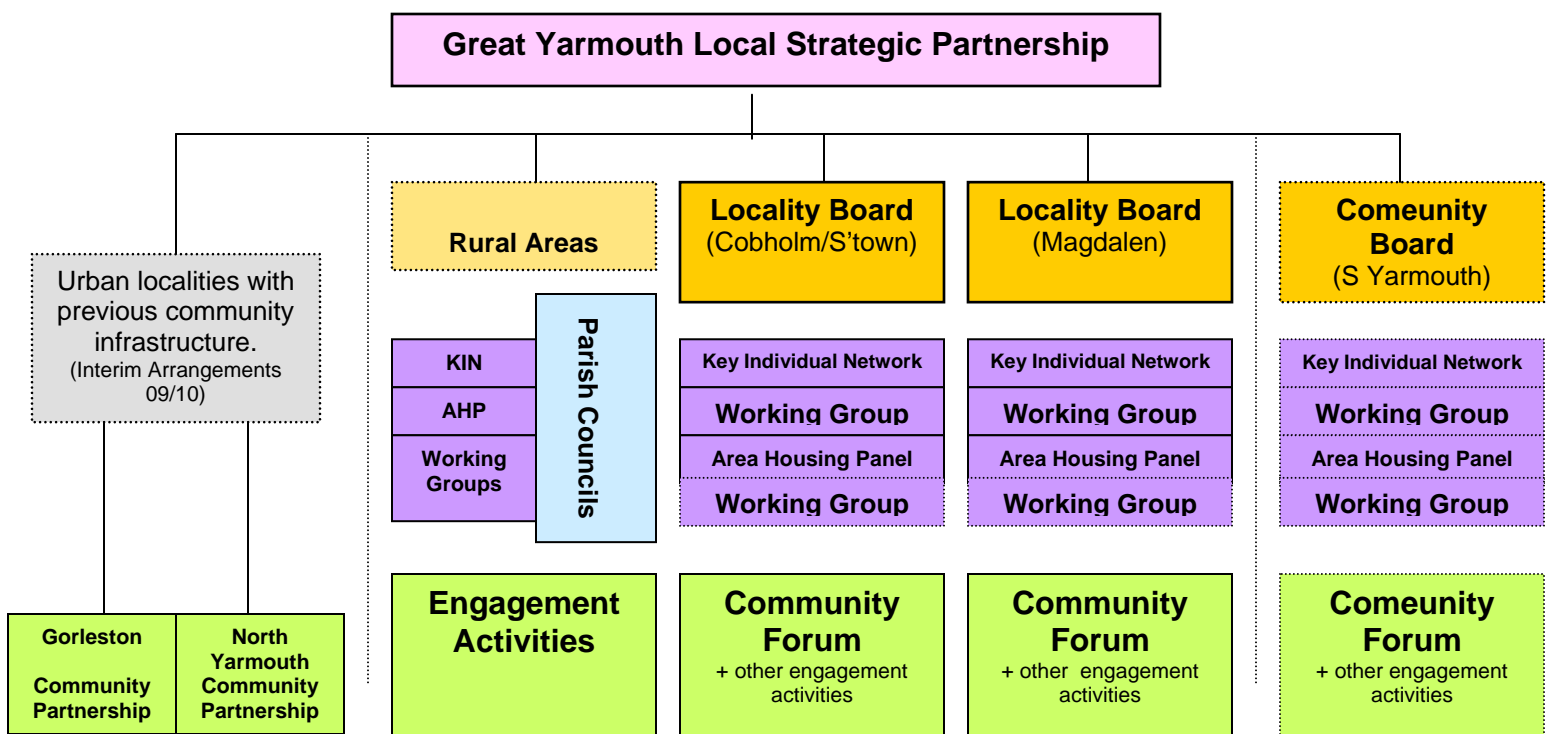 Great Yarmouth Local Strategic Partnership
Urban localities with
previous community
infrastructure.
(Interim Arrangements
09/10)
Gorleston
Community
Partnership
North
Yarmouth
Community
Partnership
Rural Areas
KIN
AHP
Working
Groups
Parish Councils
Engagement
Activities
Locality Board
(Cobholm/S’town)
Key Individual Network
Working Group
Area Housing Panel
Working Group
Community
Forum
+ other engagement
activities
Locality Board
(Magdalen)
Key Individual Network
Working Group
Area Housing Panel
Working Group
Community
Forum
+ other engagement
activities
Comeunity
Board
(S Yarmouth)
Key Individual Network
Working Group
Area Housing Panel
Working Group
Comeunity
Forum
+ other engagement
activities